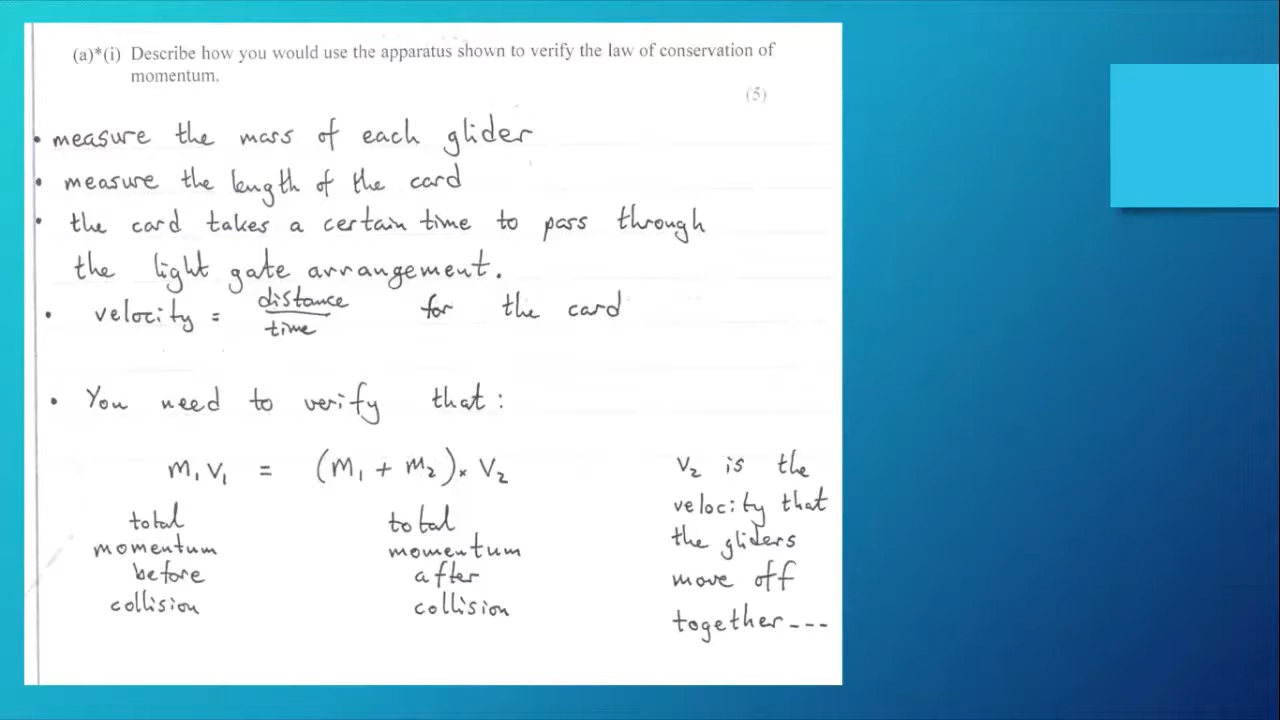 (a)*(i) Describe how you would use the apparatus shown to verify the law of conservation of
momentum.
(5)
• measure the mass of each glider
• measure the length of the card
• the card takes a certain time to pass through
the light gate arrangement.
• velocity = distance / time for the card
• You need to verify that:
m₁ v₁ = (m₁ + m₂) × v₂
total
momentum
before
collision
total
momentum
after
collision
v₂ is the
velocity that
the gliders
move off
together---